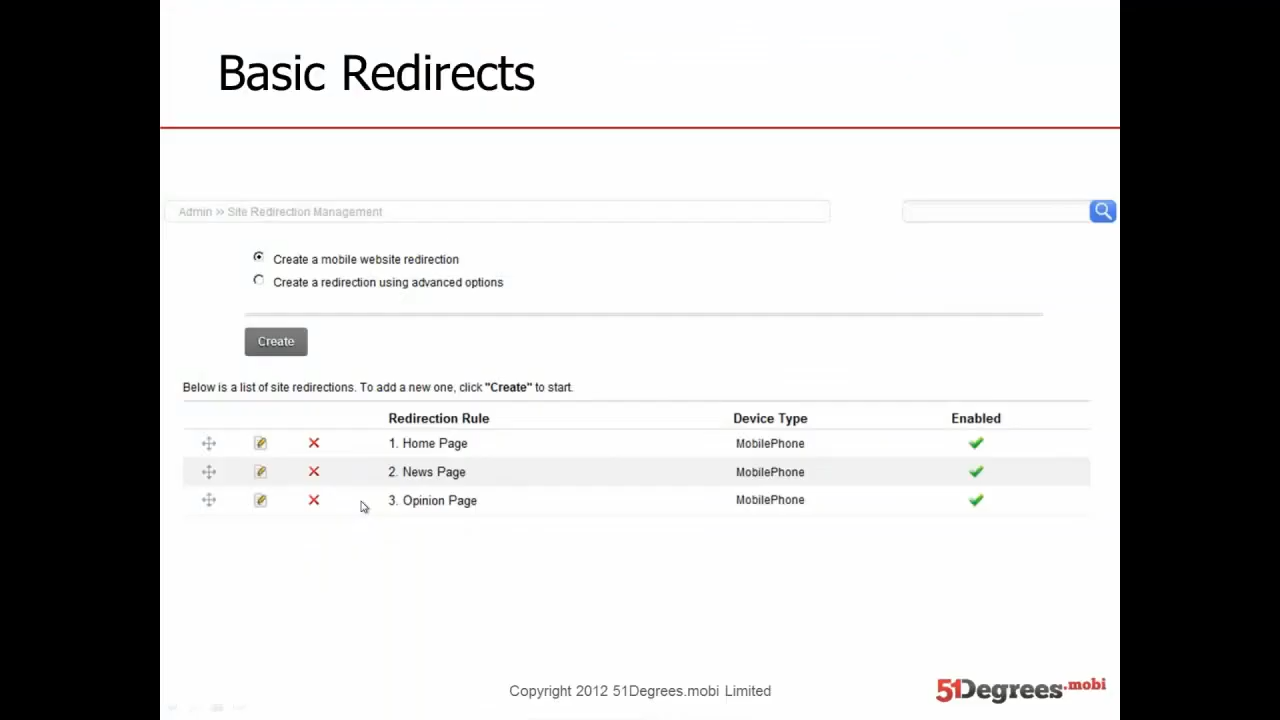 Basic Redirects
Admin >> Site Redirection Management
Create a mobile website redirection
Create a redirection using advanced options
Create
Below is a list of site redirections. To add a new one, click "Create" to start.
Redirection Rule Device Type Enabled
1. Home Page MobilePhone
2. News Page MobilePhone
3. Opinion Page MobilePhone
Copyright 2012 51Degrees.mobi Limited
51Degrees.mobi